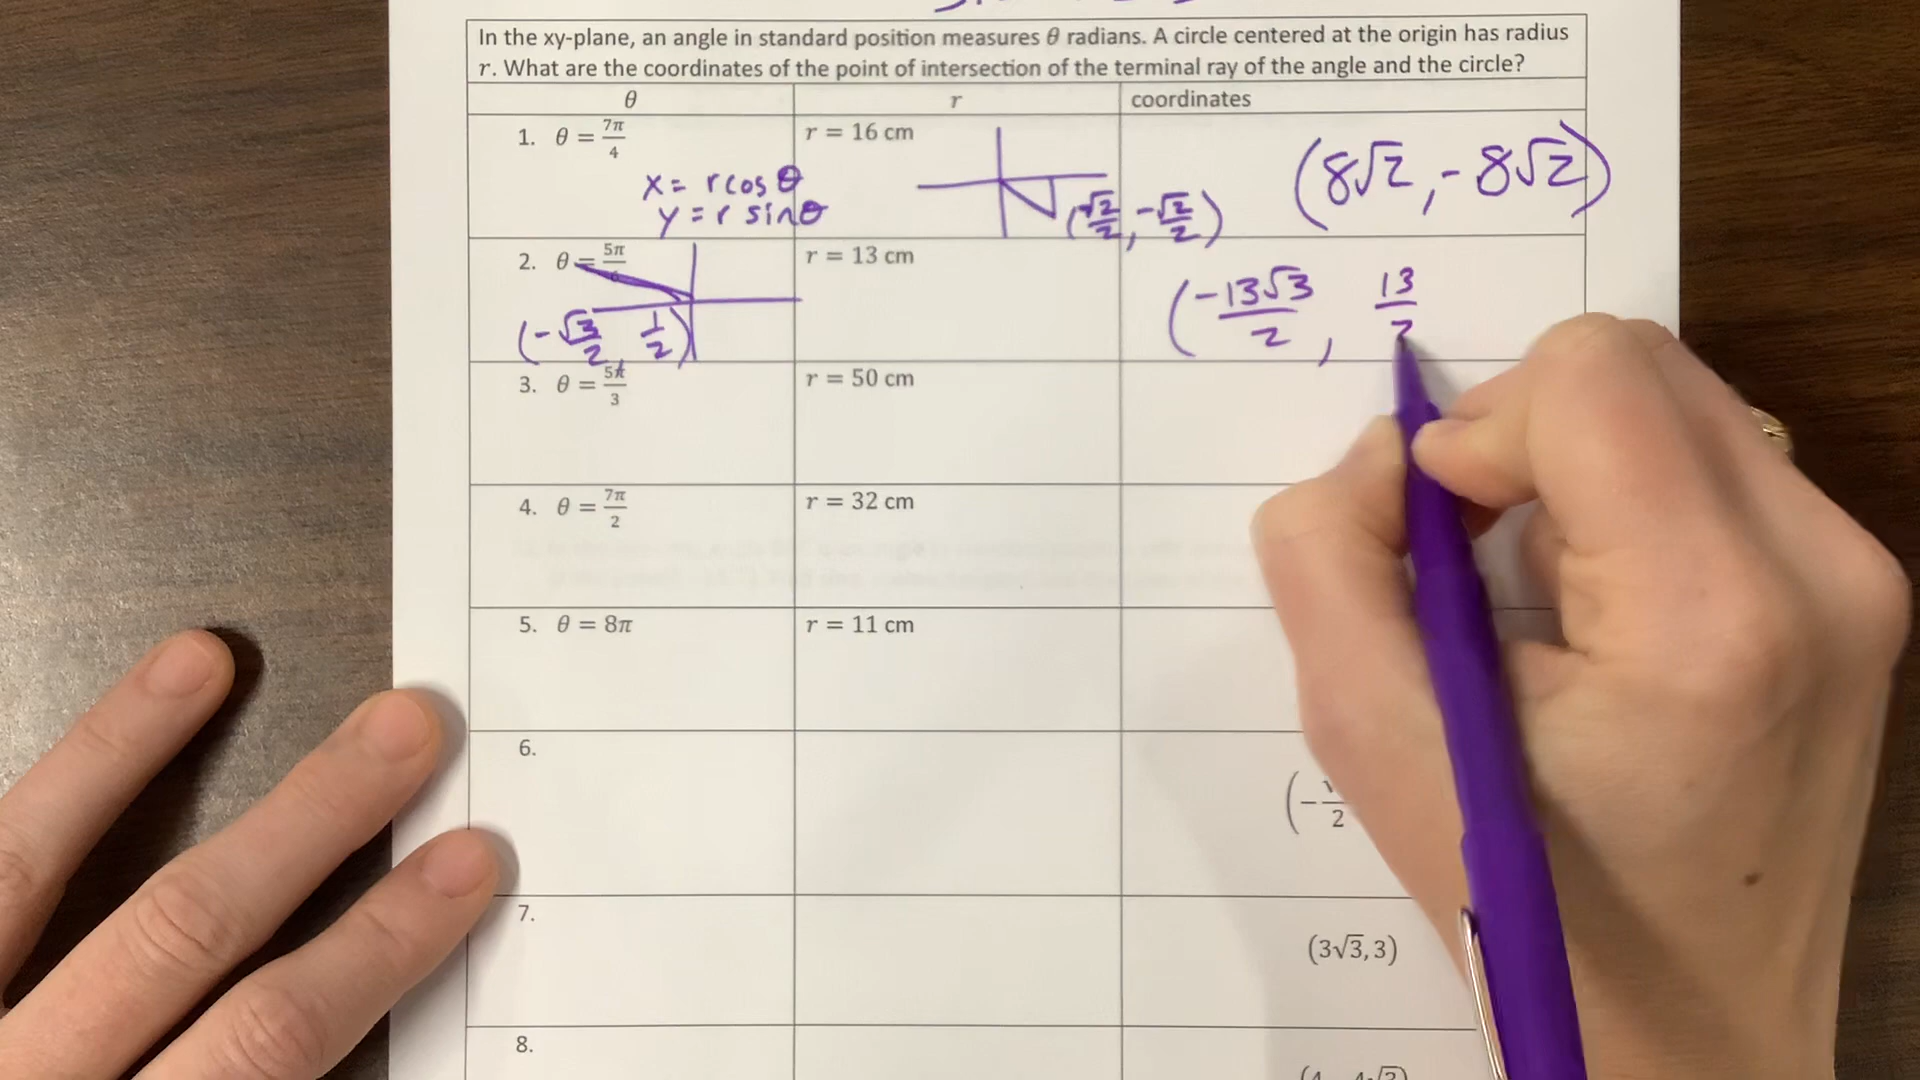 In the xy-plane, an angle in standard position measures θ radians. A circle centered at the origin has radius
r. What are the coordinates of the point of intersection of the terminal ray of the angle and the circle?
θ r coordinates
1. θ = 7π/4 r = 16 cm (8√2, -8√2)
x = r cos θ
y = r sin θ (√2/2, -√2/2)
2. θ = 5π/6 r = 13 cm (-13√3/2, 13/2
(-√3/2, 1/2)
3. θ = 5π/3 r = 50 cm
4. θ = 7π/2 r = 32 cm
5. θ = 8π r = 11 cm
6. (-
2
7. (3√3, 3)
8.